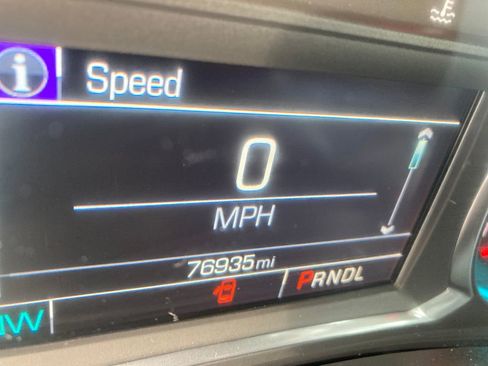 Speed
0
MPH
76935mi
PRNDL